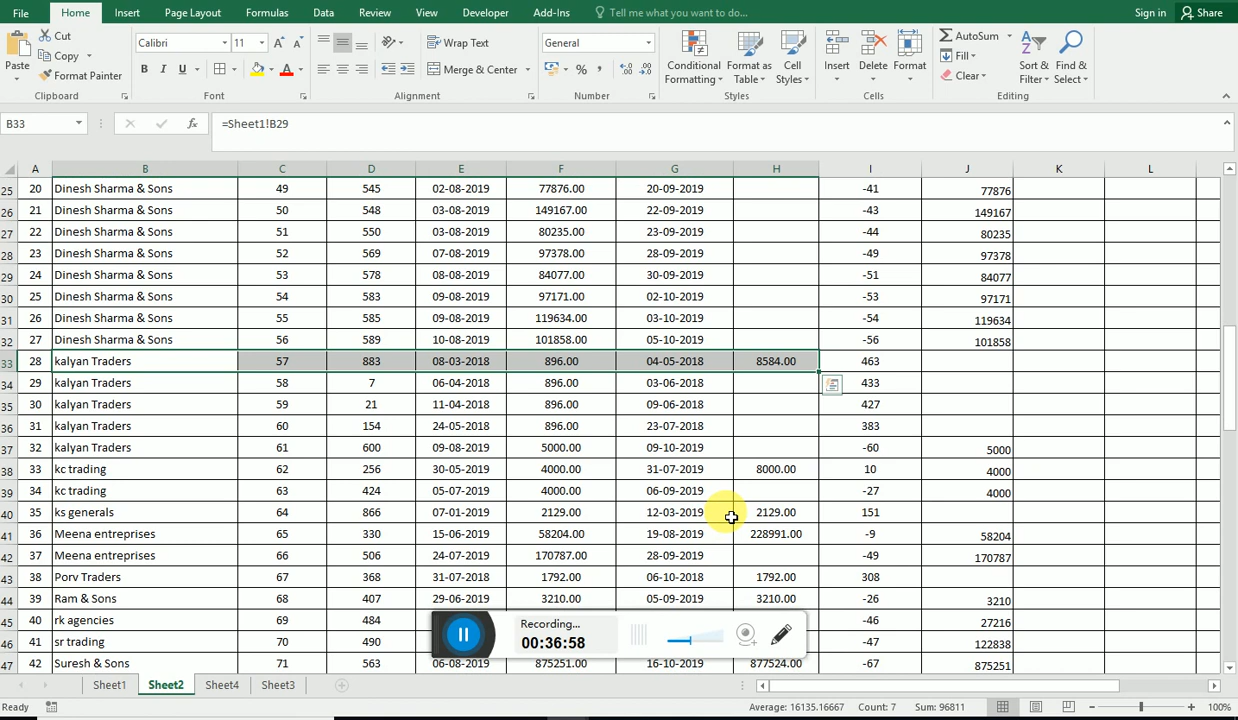 File Home Insert Page Layout Formulas Data Review View Developer Add-Ins Tell me what you want to do... Sign in Share
Cut Calibri 11 A A Wrap Text General AutoSum
Paste Copy Fill
Format Painter B I U A Merge & Center % , Conditional Formatting Format as Table Cell Styles Insert Delete Format Clear Sort & Filter Find & Select
Clipboard Font Alignment Number Styles Cells Editing
B33 fx =Sheet1!B29
A B C D E F G H I J K L
25 20 Dinesh Sharma & Sons 49 545 02-08-2019 77876.00 20-09-2019 -41 77876
26 21 Dinesh Sharma & Sons 50 548 03-08-2019 149167.00 22-09-2019 -43 149167
27 22 Dinesh Sharma & Sons 51 550 03-08-2019 80235.00 23-09-2019 -44 80235
28 23 Dinesh Sharma & Sons 52 569 07-08-2019 97378.00 28-09-2019 -49 97378
29 24 Dinesh Sharma & Sons 53 578 08-08-2019 84077.00 30-09-2019 -51 84077
30 25 Dinesh Sharma & Sons 54 583 09-08-2019 97171.00 02-10-2019 -53 97171
31 26 Dinesh Sharma & Sons 55 585 09-08-2019 119634.00 03-10-2019 -54 119634
32 27 Dinesh Sharma & Sons 56 589 10-08-2019 101858.00 05-10-2019 -56 101858
33 28 kalyan Traders 57 883 08-03-2018 896.00 04-05-2018 8584.00 463
34 29 kalyan Traders 58 7 06-04-2018 896.00 03-06-2018 433
35 30 kalyan Traders 59 21 11-04-2018 896.00 09-06-2018 427
36 31 kalyan Traders 60 154 24-05-2018 896.00 23-07-2018 383
37 32 kalyan Traders 61 600 09-08-2019 5000.00 09-10-2019 -60 5000
38 33 kc trading 62 256 30-05-2019 4000.00 31-07-2019 8000.00 10 4000
39 34 kc trading 63 424 05-07-2019 4000.00 06-09-2019 -27 4000
40 35 ks generals 64 866 07-01-2019 2129.00 12-03-2019 2129.00 151
41 36 Meena entreprises 65 330 15-06-2019 58204.00 19-08-2019 228991.00 -9 58204
42 37 Meena entreprises 66 506 24-07-2019 170787.00 28-09-2019 -49 170787
43 38 Porv Traders 67 368 31-07-2018 1792.00 06-10-2018 1792.00 308
44 39 Ram & Sons 68 407 29-06-2019 3210.00 05-09-2019 3210.00 -26 3210
45 40 rk agencies 69 484 -46 27216
46 41 sr trading 70 490 -47 122838
47 42 Suresh & Sons 71 563 06-08-2019 875251.00 16-10-2019 877524.00 -67 875251
Recording...
00:36:58
Sheet1 Sheet2 Sheet4 Sheet3
Ready Average: 16135.16667 Count: 7 Sum: 96811 100%